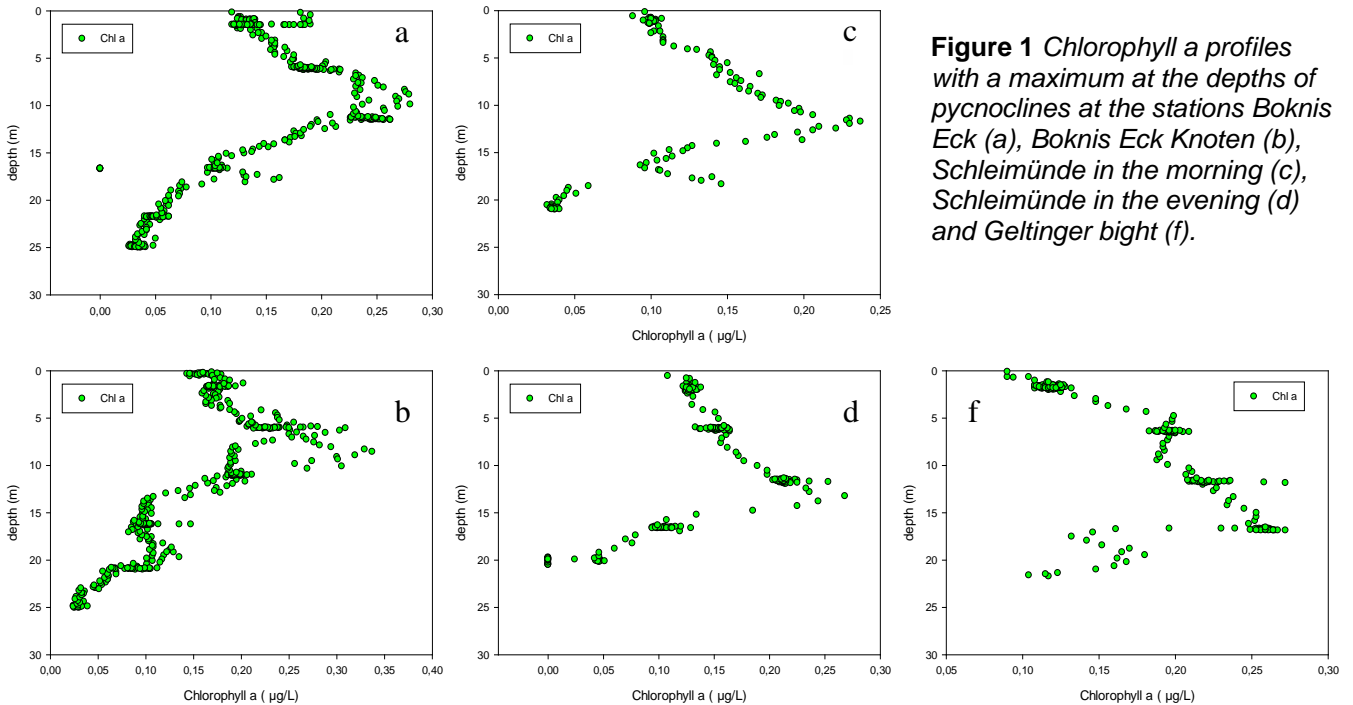 0
5
10
15
20
25
30
depth (m)
Chl a
a
0,00 0,05 0,10 0,15 0,20 0,25 0,30
0
5
10
15
20
25
30
Chl a
c
0,00 0,05 0,10 0,15 0,20 0,25
Chlorophyll a ( µg/L)
Figure 1 Chlorophyll a profiles
with a maximum at the depths of
pycnoclines at the stations Boknis
Eck (a), Boknis Eck Knoten (b),
Schleimünde in the morning (c),
Schleimünde in the evening (d)
and Geltinger bight (f).
0
5
10
15
20
25
30
depth (m)
Chl a
b
0,00 0,05 0,10 0,15 0,20 0,25 0,30 0,35 0,40
Chlorophyll a ( µg/L)
0
5
10
15
20
25
30
depth (m)
Chl a
d
0,00 0,05 0,10 0,15 0,20 0,25 0,30
Chlorophyll a ( µg/L)
0
5
10
15
20
25
30
depth (m)
f
Chl a
0,05 0,10 0,15 0,20 0,25 0,30
Chlorophyll a ( µg/L)